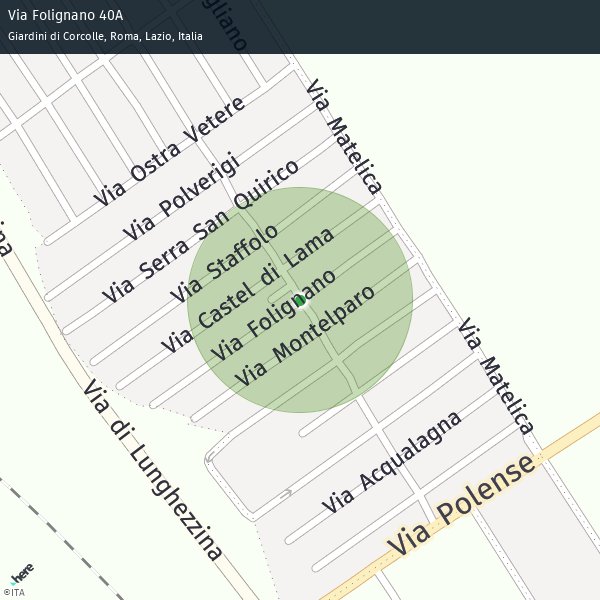 Via Folignano 40A
Giardini di Corcolle, Roma, Lazio, Italia
gliano
Via Matelica
Via Ostra Vetere
Via Polverigi
Via Serra San Quirico
Via Staffolo
Via Castel di Lama
Via Folignano
Via Montelparo
Via Matelica
Via di Lunghezzina
Via Acqualagna
Via Polense
here
©ITA